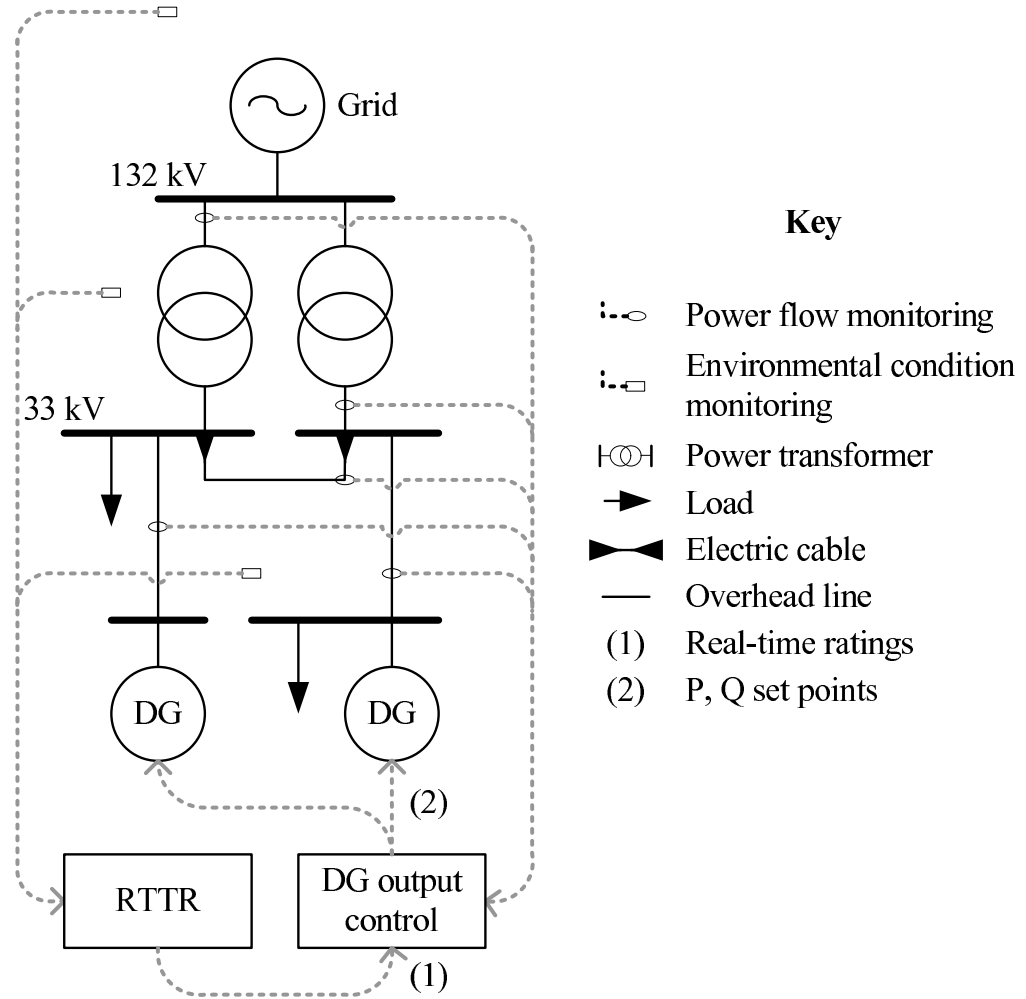 Grid
132 kV
33 kV
DG
DG
(2)
RTTR
DG output
control
(1)
Key
Power flow monitoring
Environmental condition
monitoring
Power transformer
Load
Electric cable
Overhead line
(1) Real-time ratings
(2) P, Q set points